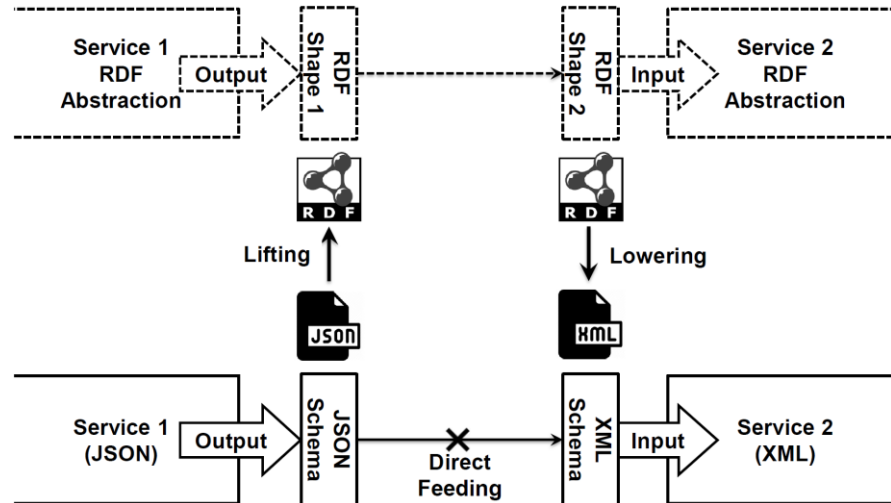 Service 1
RDF
Abstraction
Output
RDF
Shape 1
RDF
Shape 2
Input
Service 2
RDF
Abstraction
RDF
RDF
Lifting
Lowering
JSON
XML
Service 1
(JSON)
Output
JSON
Schema
Direct
Feeding
XML
Schema
Input
Service 2
(XML)